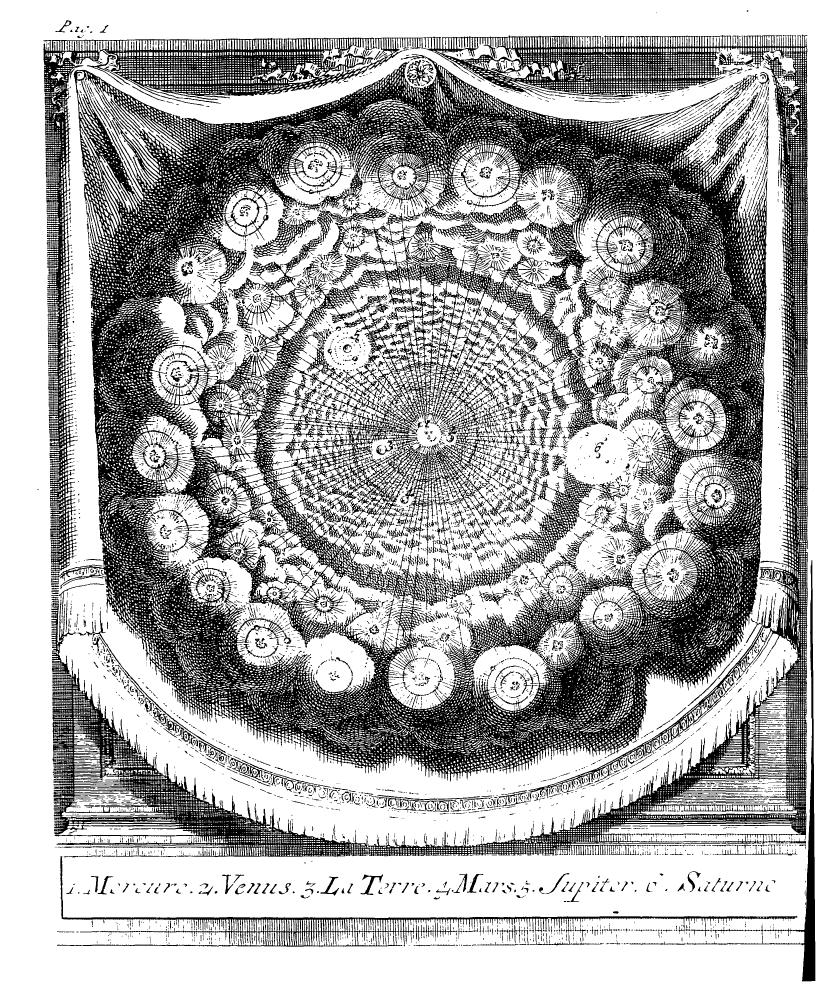 Pag. 1
1. Mercure. 2. Venus. 3. La Terre. 4. Mars. 5. Jupiter. 6. Saturne